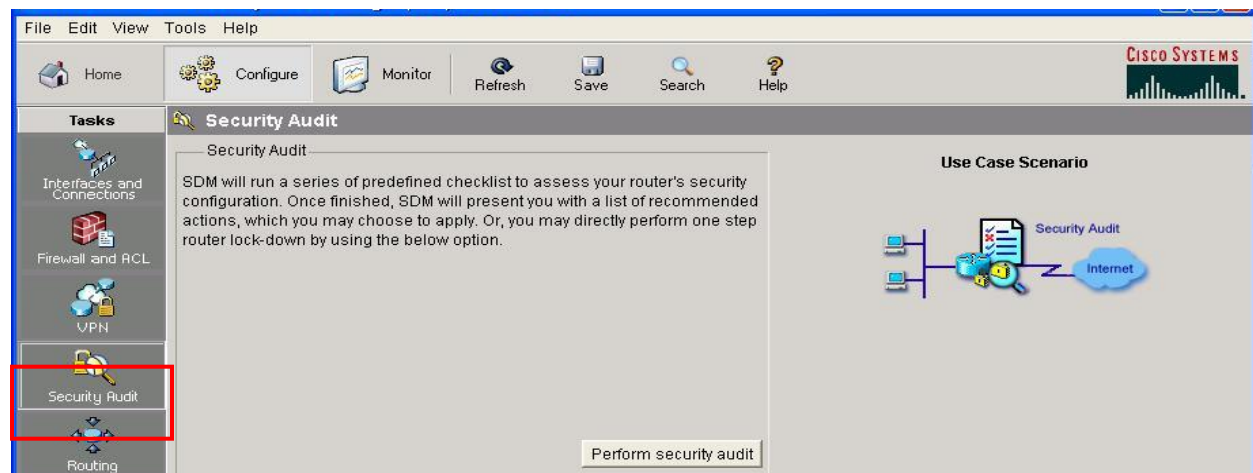 File Edit View Tools Help
Home Configure Monitor Refresh Save Search Help
CISCO SYSTEMS
Tasks
Security Audit
Interfaces and Connections
Firewall and ACL
VPN
Security Audit
Routing
Security Audit
SDM will run a series of predefined checklist to assess your router's security
configuration. Once finished, SDM will present you with a list of recommended
actions, which you may choose to apply. Or, you may directly perform one step
router lock-down by using the below option.
Perform security audit
Use Case Scenario
Security Audit
Internet